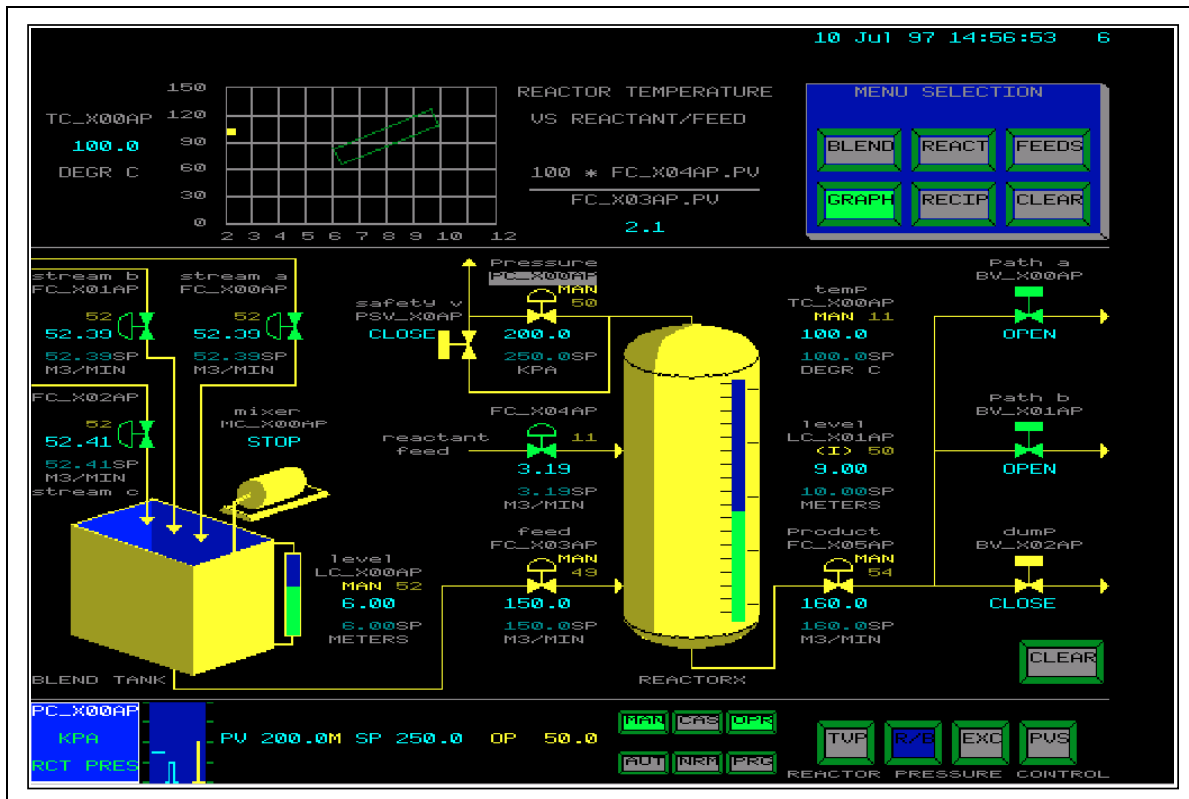 10 Jul 97 14:56:53 6
150
120
90
60
30
0
2 3 4 5 6 7 8 9 10 12
TC_X00AP
100.0
DEGR C
REACTOR TEMPERATURE
VS REACTANT/FEED
100 * FC_X04AP.PV
FC_X03AP.PV
2.1
MENU SELECTION
BLEND REACT FEEDS
GRAPH RECIP CLEAR
stream b
FC_X01AP
52
52.39
52.39SP
M3/MIN
stream a
FC_X00AP
52
52.39
52.39SP
M3/MIN
FC_X02AP
52
52.41
52.41SP
M3/MIN
stream c
mixer
MC_X00AP
STOP
safety v
PSV_X0AP
CLOSE
Pressure
PC_X00AP
MAN
50
200.0
250.0SP
KPA
FC_X04AP
reactant
feed
11
3.19
3.19SP
M3/MIN
feed
FC_X03AP
MAN
49
150.0
150.0SP
M3/MIN
level
LC_X00AP
MAN 52
6.00
6.00SP
METERS
temP
TC_X00AP
MAN 11
100.0
100.0SP
DEGR C
level
LC_X01AP
(I) 50
9.00
10.00SP
METERS
Product
FC_X05AP
MAN
54
160.0
160.0SP
M3/MIN
Path a
BV_X00AP
OPEN
Path b
BV_X01AP
OPEN
dumP
BV_X02AP
CLOSE
CLEAR
BLEND TANK
REACTORX
PC_X00AP
KPA
RCT PRES
PV 200.0M SP 250.0 OP 50.0
MAN CAS OPR
AUT NRM PRG
TVP R/B EXC PVS
REACTOR PRESSURE CONTROL